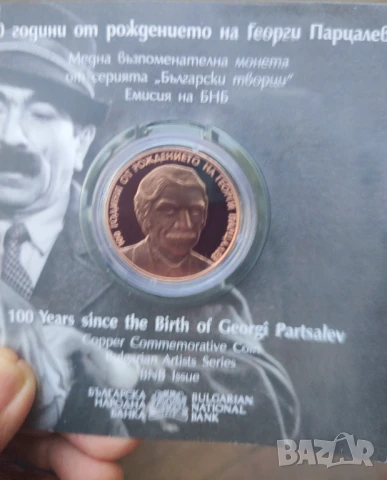 0 години от рождението на Георги Парцалев
Медна възпоменателна монета
от серията „Български творци"
Емисия на БНБ
100 ГОДИНИ ОТ РОЖДЕНИЕТО НА ГЕОРГИ ПАРЦАЛЕВ
100 Years since the Birth of Georgi Partsalev
Copper Commemorative Coin
Bulgarian Artists Series
BNB Issue
БЪЛГАРСКА
НАРОДНА
БАНКА
BULGARIAN
NATIONAL
BANK
BAZAR
bg